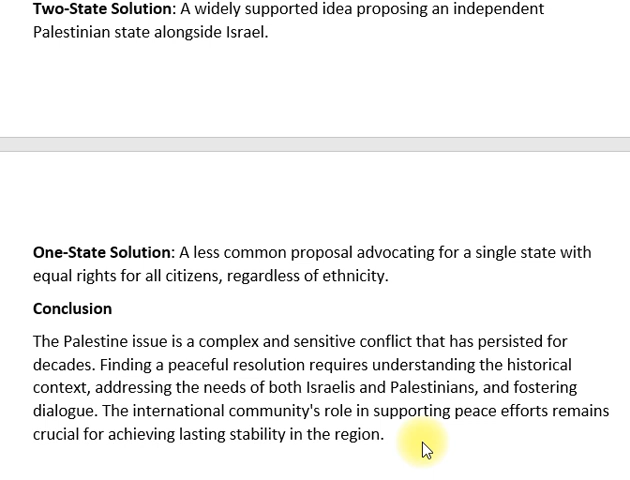 Two-State Solution: A widely supported idea proposing an independent
Palestinian state alongside Israel.
One-State Solution: A less common proposal advocating for a single state with
equal rights for all citizens, regardless of ethnicity.
Conclusion
The Palestine issue is a complex and sensitive conflict that has persisted for
decades. Finding a peaceful resolution requires understanding the historical
context, addressing the needs of both Israelis and Palestinians, and fostering
dialogue. The international community's role in supporting peace efforts remains
crucial for achieving lasting stability in the region.